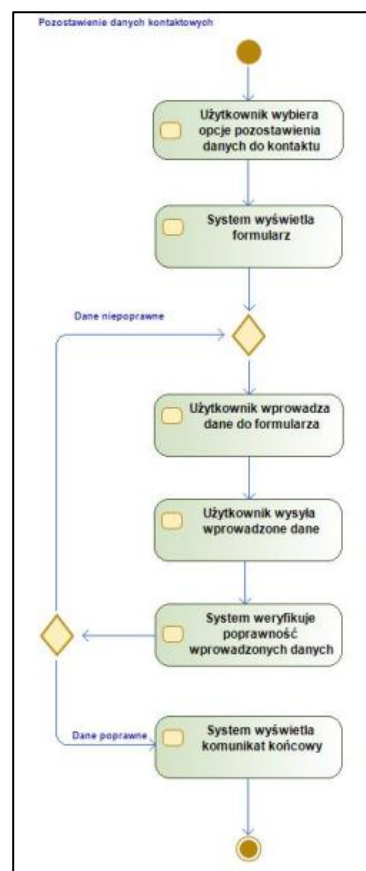 Pozostawienie danych kontaktowych
Użytkownik wybiera
opcje pozostawienia
danych do kontaktu
System wyświetla
formularz
Dane niepoprawne
Użytkownik wprowadza
dane do formularza
Użytkownik wysyła
wprowadzone dane
System weryfikuje
poprawność
wprowadzonych danych
Dane poprawne
System wyświetla
komunikat końcowy